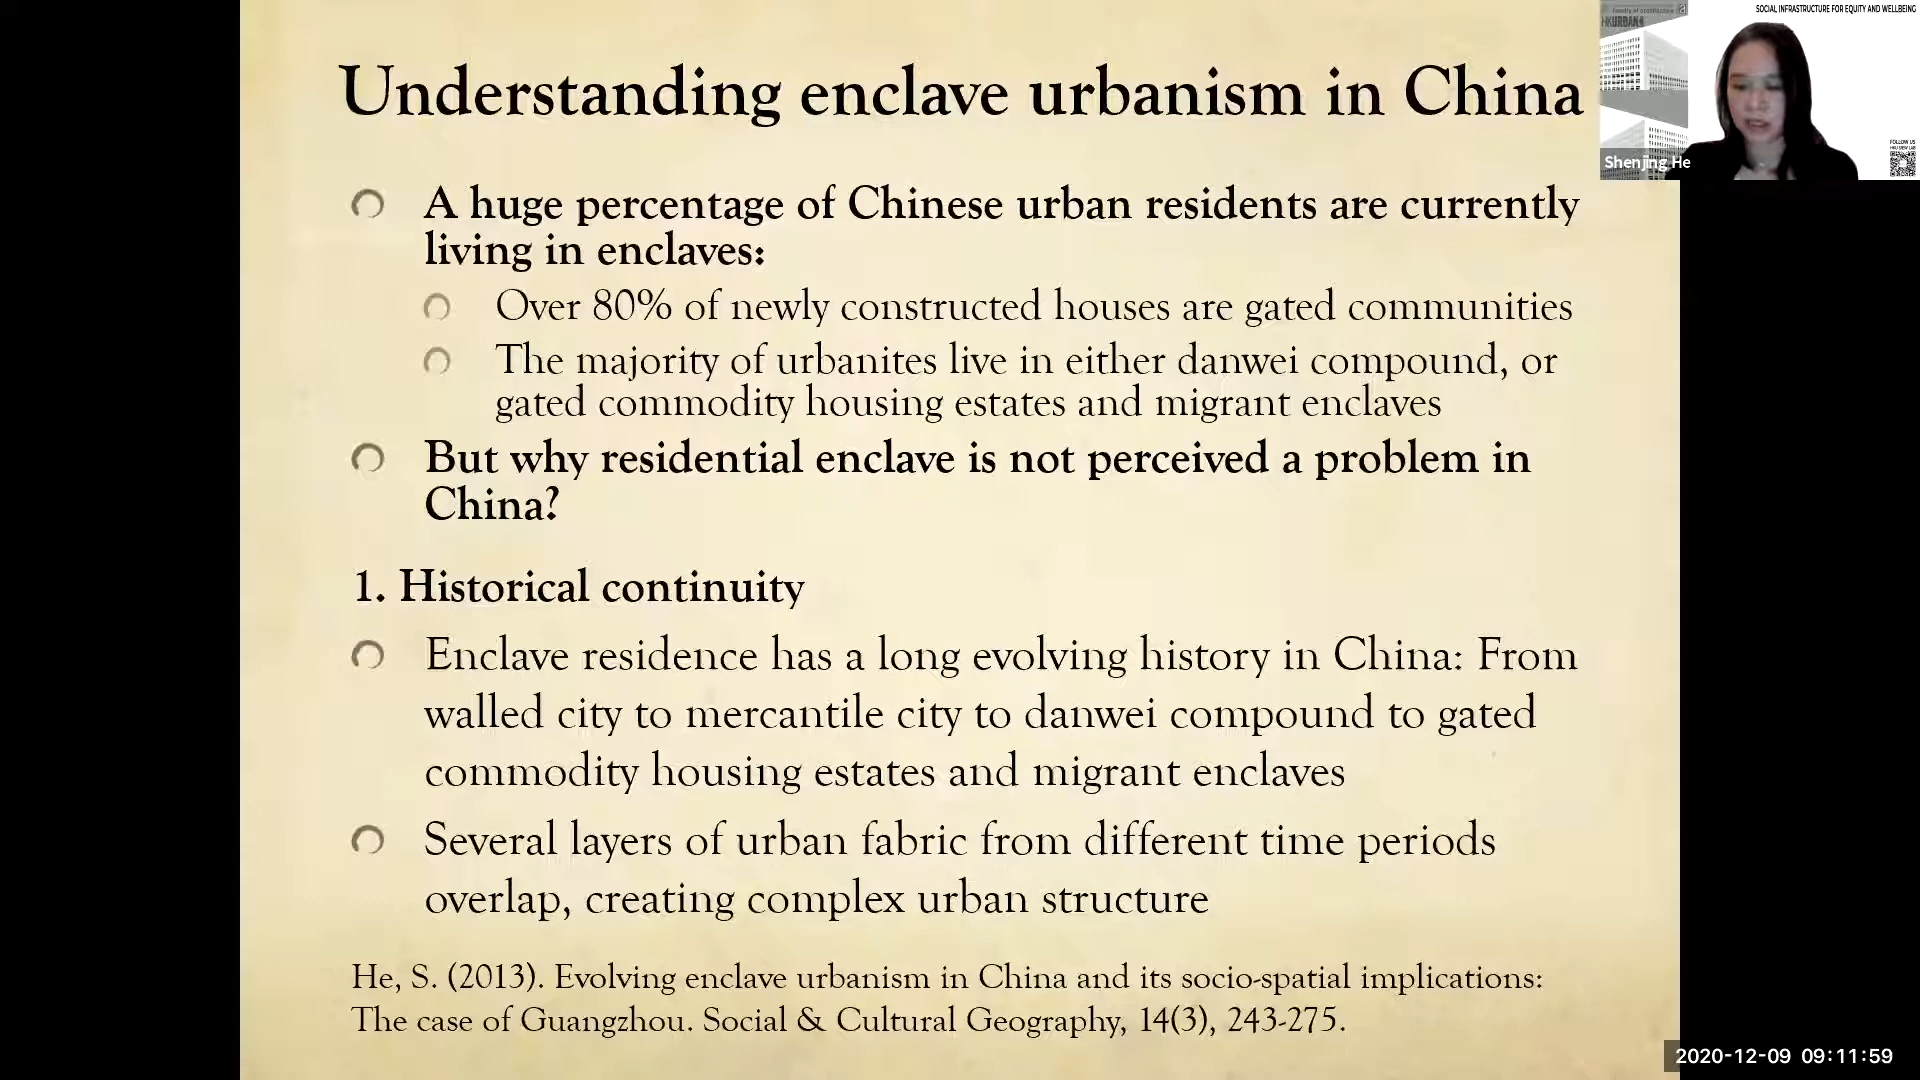 Understanding enclave urbanism in China
A huge percentage of Chinese urban residents are currently
living in enclaves:
Over 80% of newly constructed houses are gated communities
The majority of urbanites live in either danwei compound, or
gated commodity housing estates and migrant enclaves
But why residential enclave is not perceived a problem in
China?
1. Historical continuity
Enclave residence has a long evolving history in China: From
walled city to mercantile city to danwei compound to gated
commodity housing estates and migrant enclaves
Several layers of urban fabric from different time periods
overlap, creating complex urban structure
He, S. (2013). Evolving enclave urbanism in China and its socio-spatial implications:
The case of Guangzhou. Social & Cultural Geography, 14(3), 243-275.
SOCIAL INFRASTRUCTURE FOR EQUITY AND WELLBEING
Shenjing He
FOLLOW US
2020-12-09 09:11:59